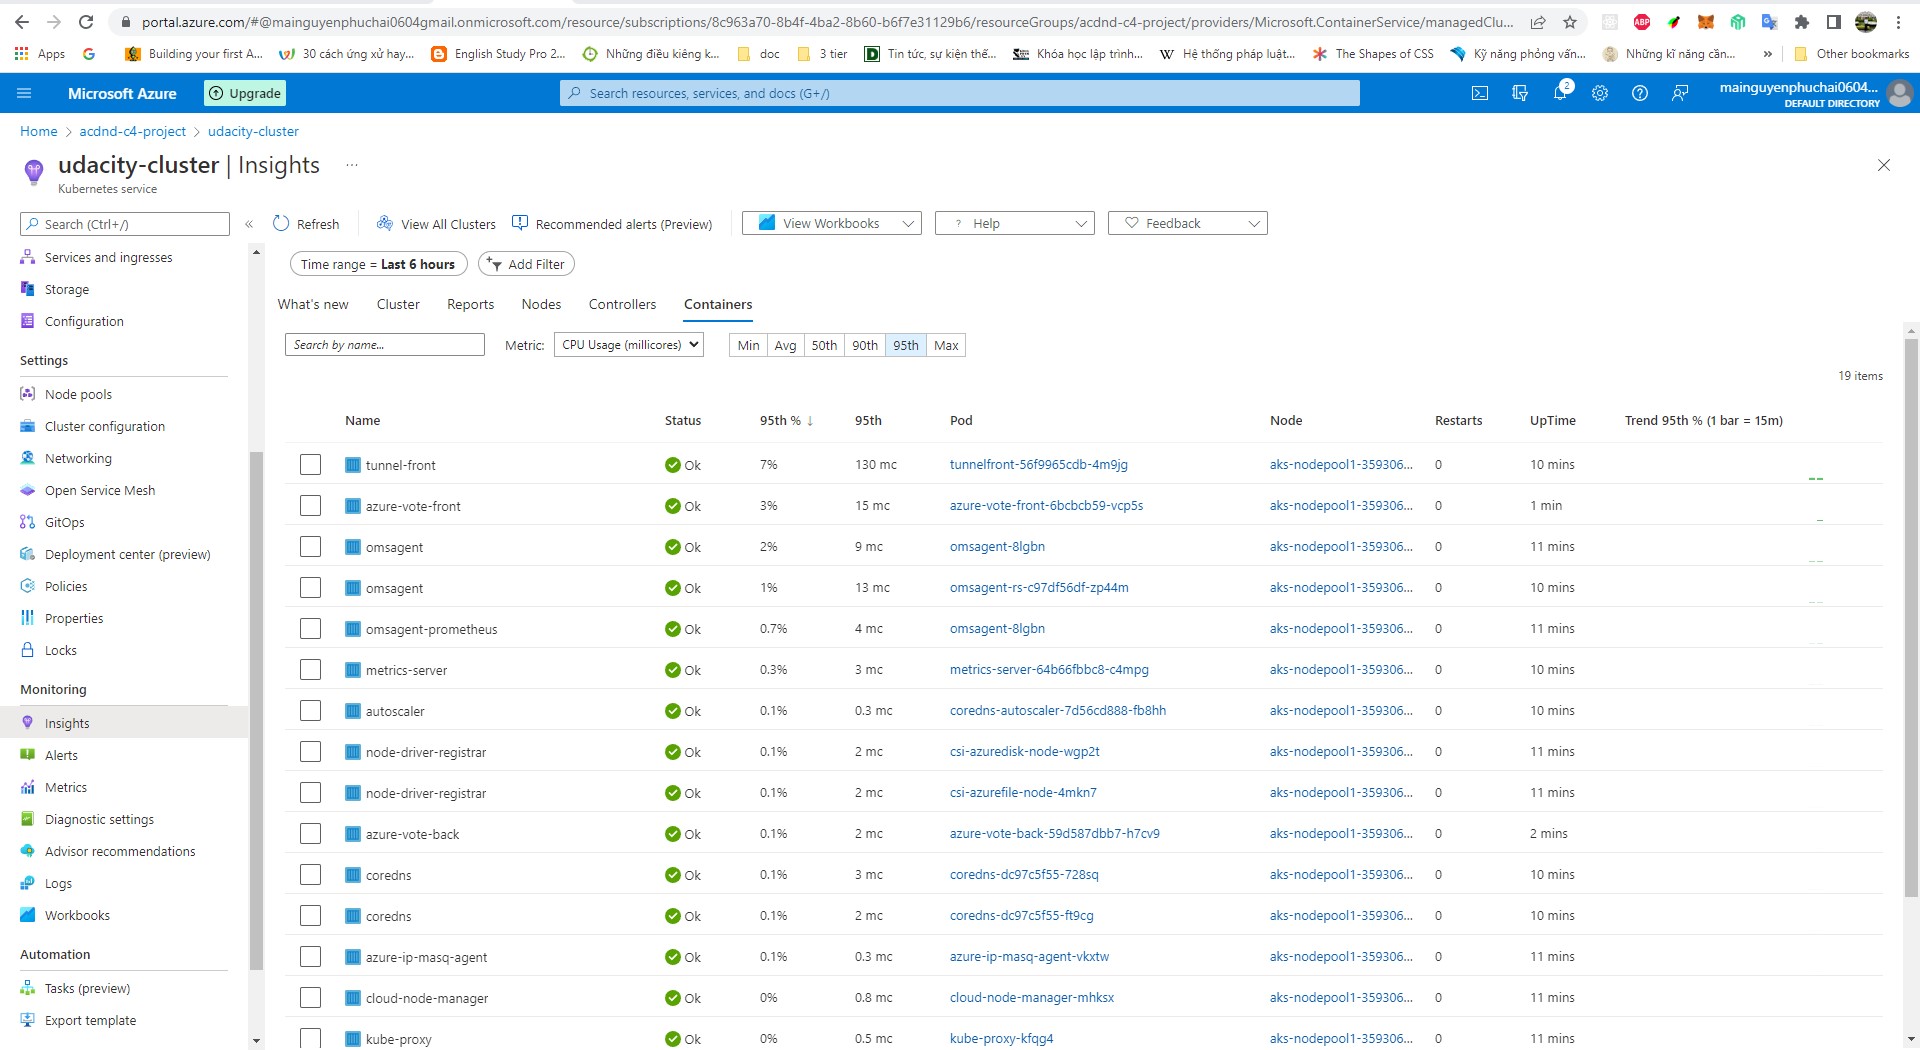 portal.azure.com/#@mainguyenphuchai0604gmail.onmicrosoft.com/resource/subscriptions/8c963a70-8b4f-4ba2-8b60-b6f7e31129b6/resourceGroups/acdnd-c4-project/providers/Microsoft.ContainerService/managedClu...
Apps Building your first A... 30 cách ứng xử hay... English Study Pro 2... Những điều kiêng k... doc 3 tier Tin tức, sự kiện thế... Khóa học lập trình... Hệ thống pháp luật... The Shapes of CSS Kỹ năng phỏng vấn... Những kĩ năng cần... » Other bookmarks
Microsoft Azure Upgrade Search resources, services, and docs (G+/) 2 mainguyenphuchai0604...
DEFAULT DIRECTORY
Home > acdnd-c4-project > udacity-cluster
udacity-cluster | Insights ...
Kubernetes service
Search (Ctrl+/) « Refresh View All Clusters Recommended alerts (Preview) View Workbooks ? Help Feedback
Services and ingresses
Storage
Configuration
Settings
Node pools
Cluster configuration
Networking
Open Service Mesh
GitOps
Deployment center (preview)
Policies
Properties
Locks
Monitoring
Insights
Alerts
Metrics
Diagnostic settings
Advisor recommendations
Logs
Workbooks
Automation
Tasks (preview)
Export template
Time range = Last 6 hours Add Filter
What's new Cluster Reports Nodes Controllers Containers
Search by name... Metric: CPU Usage (millicores) Min Avg 50th 90th 95th Max
19 items
Name Status 95th % ↓ 95th Pod Node Restarts UpTime Trend 95th % (1 bar = 15m)
tunnel-front Ok 7% 130 mc tunnelfront-56f9965cdb-4m9jg aks-nodepool1-359306... 0 10 mins
azure-vote-front Ok 3% 15 mc azure-vote-front-6bcbcb59-vcp5s aks-nodepool1-359306... 0 1 min
omsagent Ok 2% 9 mc omsagent-8lgbn aks-nodepool1-359306... 0 11 mins
omsagent Ok 1% 13 mc omsagent-rs-c97df56df-zp44m aks-nodepool1-359306... 0 10 mins
omsagent-prometheus Ok 0.7% 4 mc omsagent-8lgbn aks-nodepool1-359306... 0 11 mins
metrics-server Ok 0.3% 3 mc metrics-server-64b66fbbc8-c4mpg aks-nodepool1-359306... 0 10 mins
autoscaler Ok 0.1% 0.3 mc coredns-autoscaler-7d56cd888-fb8hh aks-nodepool1-359306... 0 10 mins
node-driver-registrar Ok 0.1% 2 mc csi-azuredisk-node-wgp2t aks-nodepool1-359306... 0 11 mins
node-driver-registrar Ok 0.1% 2 mc csi-azurefile-node-4mkn7 aks-nodepool1-359306... 0 11 mins
azure-vote-back Ok 0.1% 2 mc azure-vote-back-59d587dbb7-h7cv9 aks-nodepool1-359306... 0 2 mins
coredns Ok 0.1% 3 mc coredns-dc97c5f55-728sq aks-nodepool1-359306... 0 10 mins
coredns Ok 0.1% 2 mc coredns-dc97c5f55-ft9cg aks-nodepool1-359306... 0 10 mins
azure-ip-masq-agent Ok 0.1% 0.3 mc azure-ip-masq-agent-vkxtw aks-nodepool1-359306... 0 11 mins
cloud-node-manager Ok 0% 0.8 mc cloud-node-manager-mhksx aks-nodepool1-359306... 0 11 mins
kube-proxy Ok 0% 0.5 mc kube-proxy-kfqg4 aks-nodepool1-359306... 0 11 mins